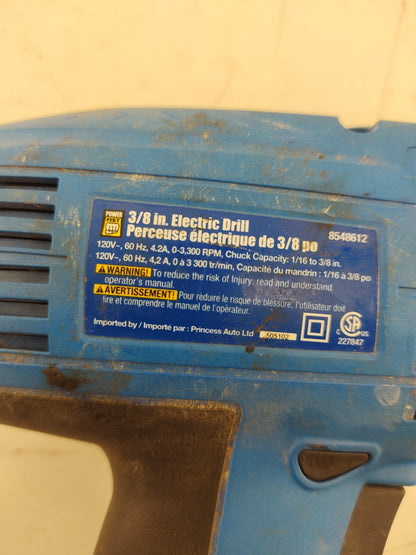 POWER FIST
3/8 in. Electric Drill
Perceuse électrique de 3/8 po
8548612
120V~, 60 Hz, 4.2A, 0-3,300 RPM, Chuck Capacity: 1/16 to 3/8 in.
120V~, 60 Hz, 4,2 A, 0 à 3 300 tr/min, Capacité du mandrin : 1/16 à 3/8 po
WARNING! To reduce the risk of Injury, read and understand
operator's manual.
AVERTISSEMENT! Pour réduire le risque de blessure, l'utilisateur doit
lire et comprendre le manuel de l'opérateur.
Imported by / Importé par : Princess Auto Ltd
505102
C SA US
227847